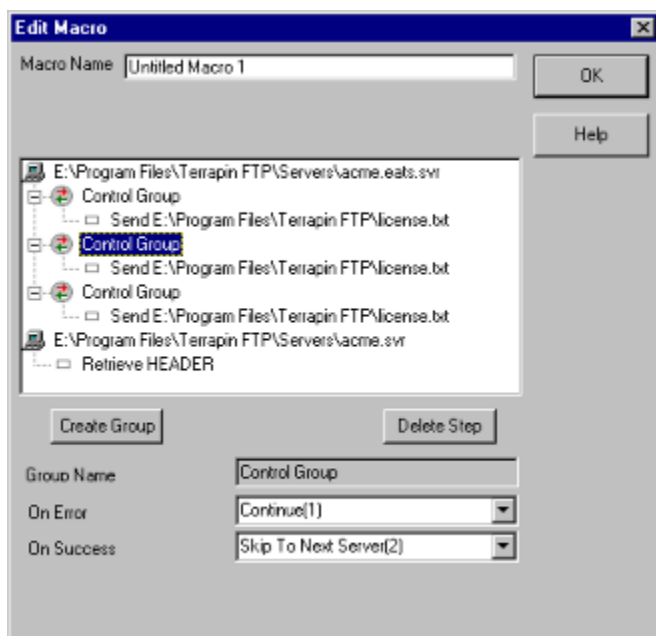 Edit Macro
Macro Name Untitled Macro 1
OK
Help
E:\Program Files\Terrapin FTP\Servers\acme.eats.svr
Control Group
Send E:\Program Files\Terrapin FTP\license.txt
Control Group
Send E:\Program Files\Terrapin FTP\license.txt
Control Group
Send E:\Program Files\Terrapin FTP\license.txt
E:\Program Files\Terrapin FTP\Servers\acme.svr
Retrieve HEADER
Create Group Delete Step
Group Name Control Group
On Error Continue(1)
On Success Skip To Next Server(2)